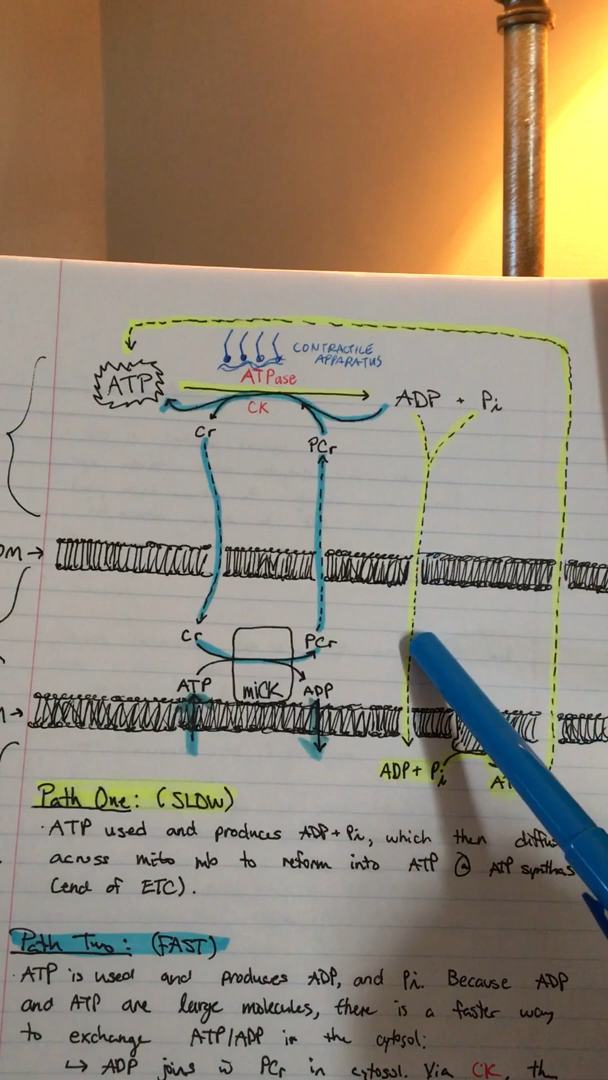 CONTRACTILE
APPARATUS
ATP
ATPase
CK
ADP + Pi
Cr
PCr
OM →
Cr
PCr
ATP
miCK
ADP
ADP + Pi
Path One: (SLOW)
· ATP used and produces ADP + Pi, which then
across mito mb to reform into ATP @ ATP
(end of ETC).
Path Two: (FAST)
· ATP is used and produces ADP, and Pi. Because ADP
and ATP are large molecules, there is a faster way
to exchange ATP/ADP in the cytosol:
↳ ADP joins w PCr in cytosol. Via CK, the